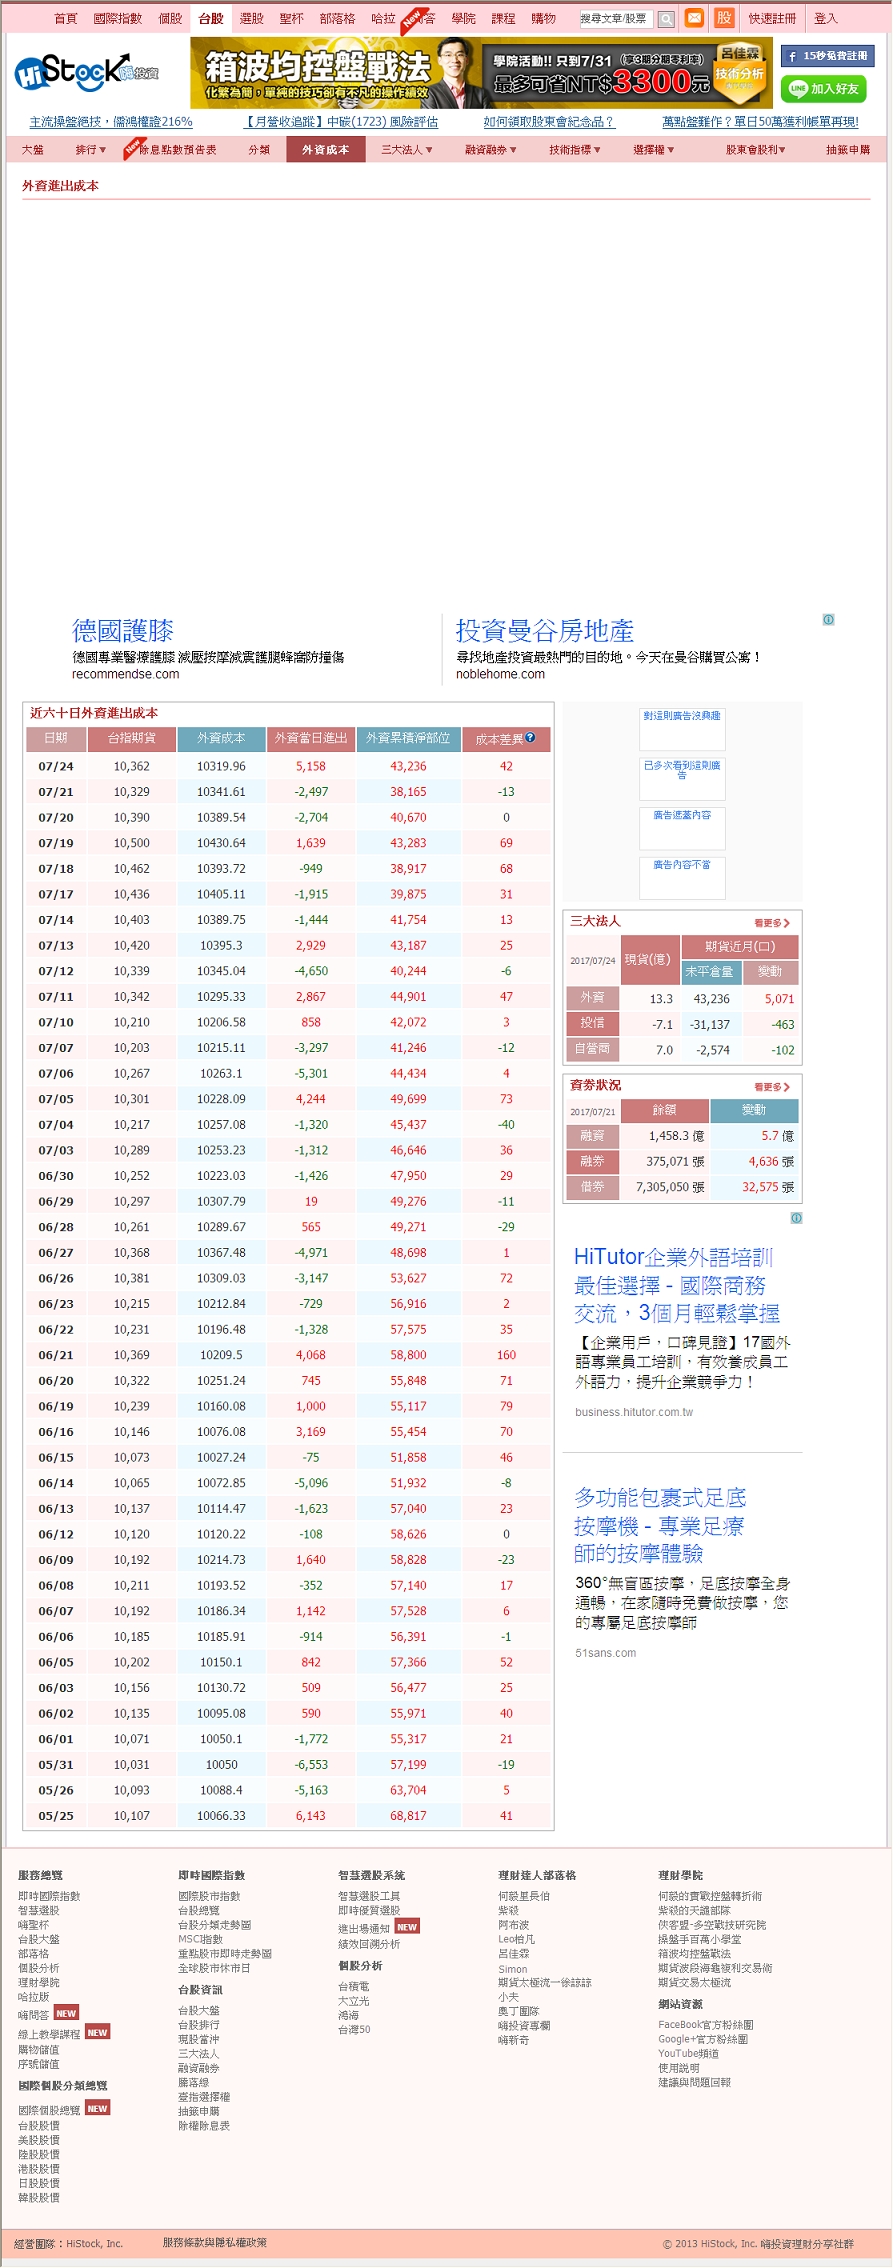 首頁 國際指數 個股 台股 選股 聖杯 部落格 哈拉 New 學院 課程 購物 搜尋文章/股票 股 快速註冊 登入
HiStock 嗨投資
箱波均控盤戰法
化繁為簡，單純的技巧卻有不凡的操作績效
學院活動!! 只到7/31 (享3期分期零利率)
最多可省NT$3300元
呂佳霖
技術分析
f 15秒免費註冊
LINE 加入好友
主流操盤絕技，儒鴻權證216% 【月營收追蹤】中碳(1723) 風險評估 如何領取股東會紀念品？ 萬點盤難作？單日50萬獲利帳單再現!
大盤 排行▼ New 除息點數預告表 分類 外資成本 三大法人▼ 融資融券▼ 技術指標▼ 選擇權▼ 股東會股利▼ 抽籤申購
外資進出成本
德國護膝
德國專業醫療護膝 減壓按摩減震護腿蜂窩防撞傷
recommendse.com
投資曼谷房地產
尋找地產投資最熱門的目的地。今天在曼谷購買公寓！
noblehome.com
近六十日外資進出成本
日期 台指期貨 外資成本 外資當日進出 外資累積淨部位 成本差異?
07/24 10,362 10319.96 5,158 43,236 42
07/21 10,329 10341.61 -2,497 38,165 -13
07/20 10,390 10389.54 -2,704 40,670 0
07/19 10,500 10430.64 1,639 43,283 69
07/18 10,462 10393.72 -949 38,917 68
07/17 10,436 10405.11 -1,915 39,875 31
07/14 10,403 10389.75 -1,444 41,754 13
07/13 10,420 10395.3 2,929 43,187 25
07/12 10,339 10345.04 -4,650 40,244 -6
07/11 10,342 10295.33 2,867 44,901 47
07/10 10,210 10206.58 858 42,072 3
07/07 10,203 10215.11 -3,297 41,246 -12
07/06 10,267 10263.1 -5,301 44,434 4
07/05 10,301 10228.09 4,244 49,699 73
07/04 10,217 10257.08 -1,320 45,437 -40
07/03 10,289 10253.23 -1,312 46,646 36
06/30 10,252 10223.03 -1,426 47,950 29
06/29 10,297 10307.79 19 49,276 -11
06/28 10,261 10289.67 565 49,271 -29
06/27 10,368 10367.48 -4,971 48,698 1
06/26 10,381 10309.03 -3,147 53,627 72
06/23 10,215 10212.84 -729 56,916 2
06/22 10,231 10196.48 -1,328 57,575 35
06/21 10,369 10209.5 4,068 58,800 160
06/20 10,322 10251.24 745 55,848 71
06/19 10,239 10160.08 1,000 55,117 79
06/16 10,146 10076.08 3,169 55,454 70
06/15 10,073 10027.24 -75 51,858 46
06/14 10,065 10072.85 -5,096 51,932 -8
06/13 10,137 10114.47 -1,623 57,040 23
06/12 10,120 10120.22 -108 58,626 0
06/09 10,192 10214.73 1,640 58,828 -23
06/08 10,211 10193.52 -352 57,140 17
06/07 10,192 10186.34 1,142 57,528 6
06/06 10,185 10185.91 -914 56,391 -1
06/05 10,202 10150.1 842 57,366 52
06/03 10,156 10130.72 509 56,477 25
06/02 10,135 10095.08 590 55,971 40
06/01 10,071 10050.1 -1,772 55,317 21
05/31 10,031 10050 -6,553 57,199 -19
05/26 10,093 10088.4 -5,163 63,704 5
05/25 10,107 10066.33 6,143 68,817 41
對這則廣告沒興趣
已多次看到這則廣
告
廣告遮蓋內容
廣告內容不當
三大法人 看更多
2017/07/24 現貨(億) 期貨近月(口)
未平倉量 變動
外資 13.3 43,236 5,071
投信 -7.1 -31,137 -463
自營商 7.0 -2,574 -102
資券狀況 看更多
2017/07/21 餘額 變動
融資 1,458.3 億 5.7 億
融券 375,071 張 4,636 張
借券 7,305,050 張 32,575 張
HiTutor企業外語培訓
最佳選擇 - 國際商務
交流，3個月輕鬆掌握
【企業用戶，口碑見證】17國外
語專業員工培訓，有效養成員工
外語力，提升企業競爭力！
business.hitutor.com.tw
多功能包裹式足底
按摩機 - 專業足療
師的按摩體驗
360°無盲區按摩，足底按摩全身
通暢，在家隨時免費做按摩，您
的專屬足底按摩師
51sans.com
服務總覽
即時國際指數
智慧選股
嗨聖杯
台股大盤
部落格
個股分析
理財學院
哈拉版
嗨問答 NEW
線上教學課程 NEW
購物儲值
序號儲值
國際個股分類總覽
國際個股總覽 NEW
台股股價
美股股價
陸股股價
港股股價
日股股價
韓股股價
即時國際指數
國際股市指數
台股總覽
台股分類走勢圖
MSCI指數
重點股市即時走勢圖
全球股市休市日
台股資訊
台股大盤
台股排行
現股當沖
三大法人
融資融券
騰落線
臺指選擇權
抽籤申購
除權除息表
智慧選股系統
智慧選股工具
即時優質選股
進出場通知 NEW
績效回溯分析
個股分析
台積電
大立光
鴻海
台灣50
理財達人部落格
何毅里長伯
紫殺
阿布波
Leo槍凡
呂佳霖
Simon
期貨太極流一徐諒諒
小夫
奧丁團隊
嗨投資專欄
嗨新奇
理財學院
何毅的實戰控盤轉折術
紫殺的天讖部隊
俠客盟-多空戰技研究院
操盤手百萬小學堂
箱波均控盤戰法
期貨波段海龜複利交易術
期貨交易太極流
網站資源
FaceBook官方粉絲團
Google+官方粉絲團
YouTube頻道
使用說明
建議與問題回報
經營團隊：HiStock, Inc. 服務條款與隱私權政策 © 2013 HiStock, Inc. 嗨投資理財分享社群